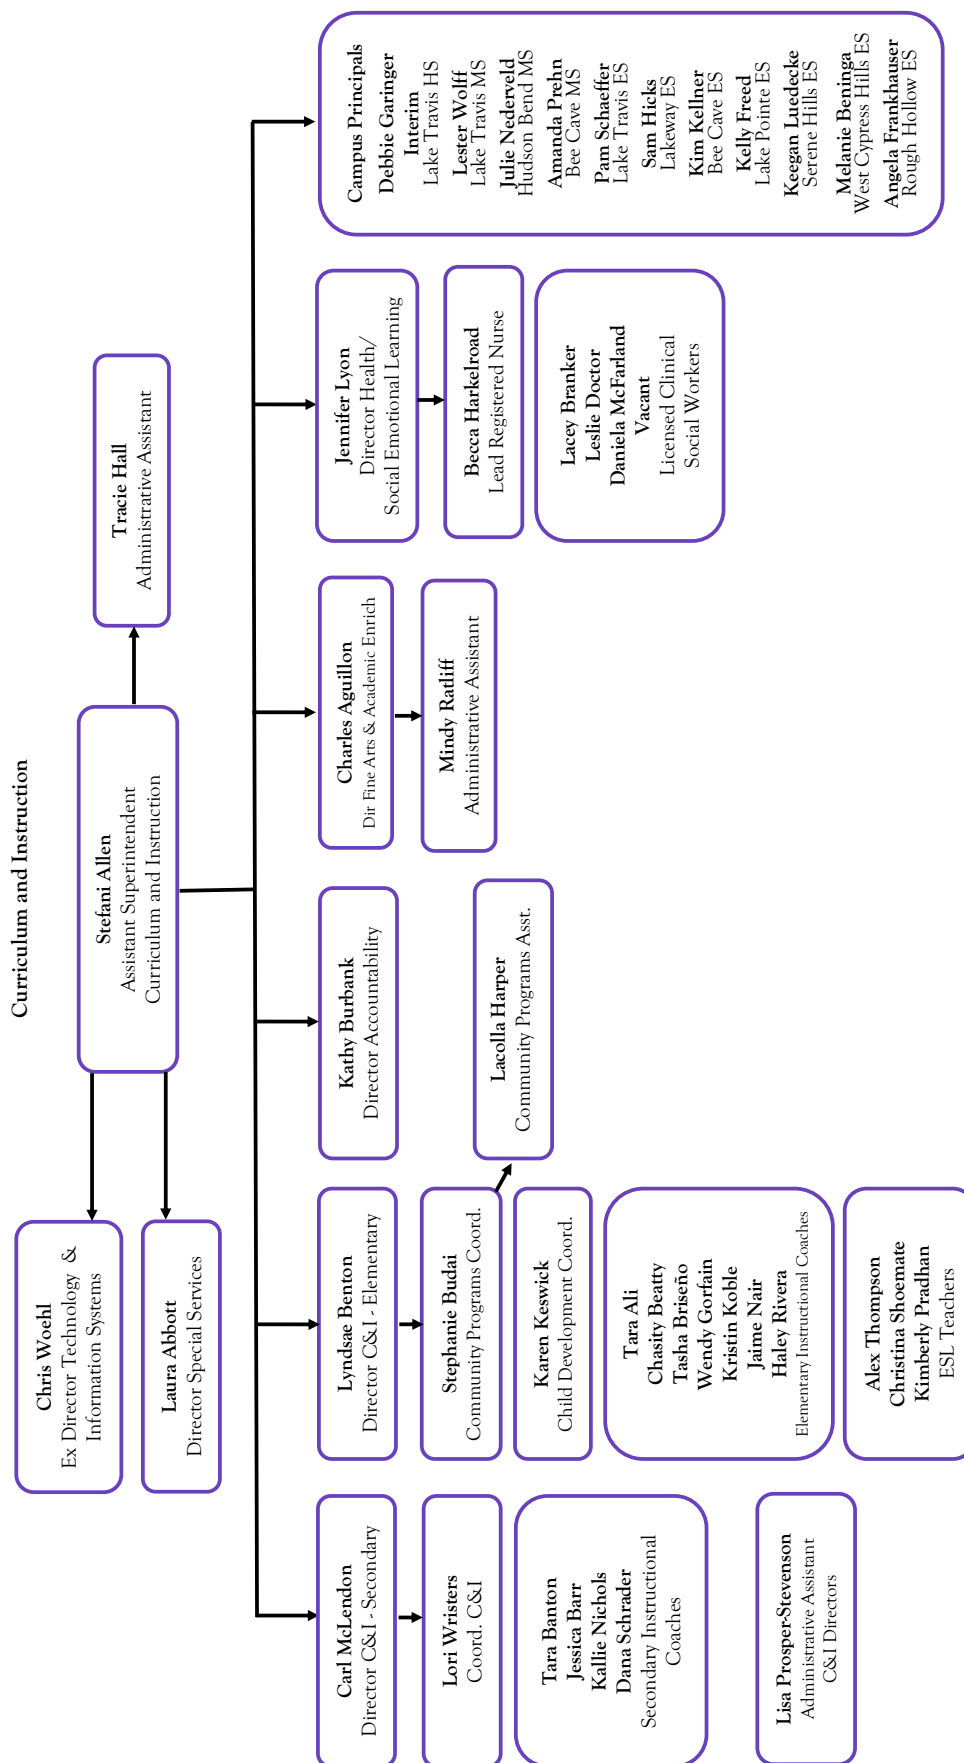 Curriculum and Instruction
Chris Woehl
Ex Director Technology &
Information Systems
Laura Abbott
Director Special Services
Stefani Allen
Assistant Superintendent
Curriculum and Instruction
Tracie Hall
Administrative Assistant
Carl McLendon
Director C&I - Secondary
Lori Wristers
Coord. C&I
Tara Banton
Jessica Barr
Kallie Nichols
Dana Schrader
Secondary Instructional
Coaches
Lisa Prosper-Stevenson
Administrative Assistant
C&I Directors
Lyndsae Benton
Director C&I - Elementary
Stephanie Budai
Community Programs Coord.
Lacolla Harper
Community Programs Asst.
Karen Keswick
Child Development Coord.
Tara Ali
Chasity Beatty
Tasha Briseño
Wendy Gorfain
Kristin Koble
Jaime Nair
Haley Rivera
Elementary Instructional Coaches
Alex Thompson
Christina Shoemate
Kimberly Pradhan
ESL Teachers
Kathy Burbank
Director Accountability
Charles Aguillon
Dir Fine Arts & Academic Enrich
Mindy Ratliff
Administrative Assistant
Jennifer Lyon
Director Health/
Social Emotional Learning
Becca Harkelroad
Lead Registered Nurse
Lacey Branker
Leslie Doctor
Daniela McFarland
Vacant
Licensed Clinical
Social Workers
Campus Principals
Debbie Garinger
Interim
Lake Travis HS
Lester Wolff
Lake Travis MS
Julie Nederveld
Hudson Bend MS
Amanda Prehn
Bee Cave MS
Pam Schaeffer
Lake Travis ES
Sam Hicks
Lakeway ES
Kim Kellner
Bee Cave ES
Kelly Freed
Lake Pointe ES
Keegan Luedecke
Serene Hills ES
Melanie Beninga
West Cypress Hills ES
Angela Frankhauser
Rough Hollow ES